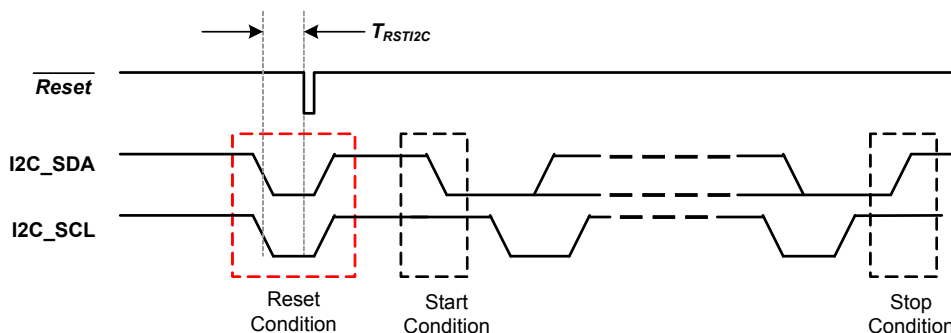 T_RSTI2C
Reset
I2C_SDA
I2C_SCL
Reset
Condition
Start
Condition
Stop
Condition